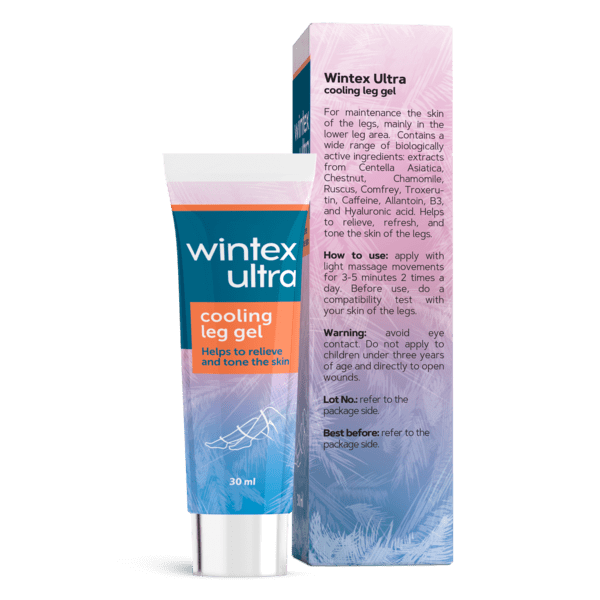 wintex
ultra
cooling
leg gel
Helps to relieve
and tone the skin
30 ml
Wintex Ultra
cooling leg gel
For maintenance the skin
of the legs, mainly in the
lower leg area. Contains a
wide range of biologically
active ingredients: extracts
from Centella Asiatica,
Chestnut, Chamomile,
Ruscus, Comfrey, Troxeru-
tin, Caffeine, Allantoin, B3,
and Hyaluronic acid. Helps
to relieve, refresh, and
tone the skin of the legs.
How to use: apply with
light massage movements
for 3-5 minutes 2 times a
day. Before use, do a
compatibility test with
your skin of the legs.
Warning: avoid eye
contact. Do not apply to
children under three years
of age and directly to open
wounds.
Lot No.: refer to the
package side.
Best before: refer to the
package side.